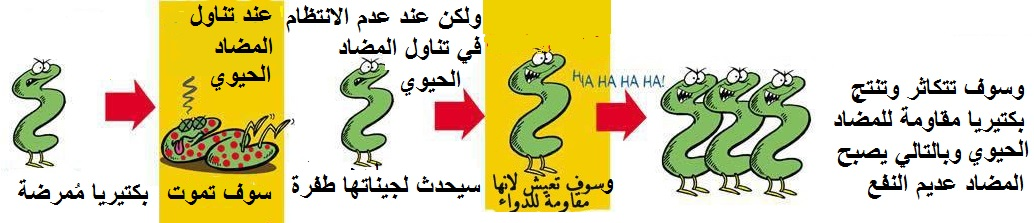 عند تناول
المضاد
الحيوي
بكتيريا مُمرضة
سوف تموت
ولكن عند عدم الانتظام
في تناول المضاد
الحيوي
سيحدث لجيناتها طفرة
HA HA HA HA!
وسوف تعيش لانها
مقاومة للدواء
وسوف تتكاثر وتنتج
بكتيريا مقاومة للمضاد
الحيوي وبالتالي يصبح
المضاد عديم النفع